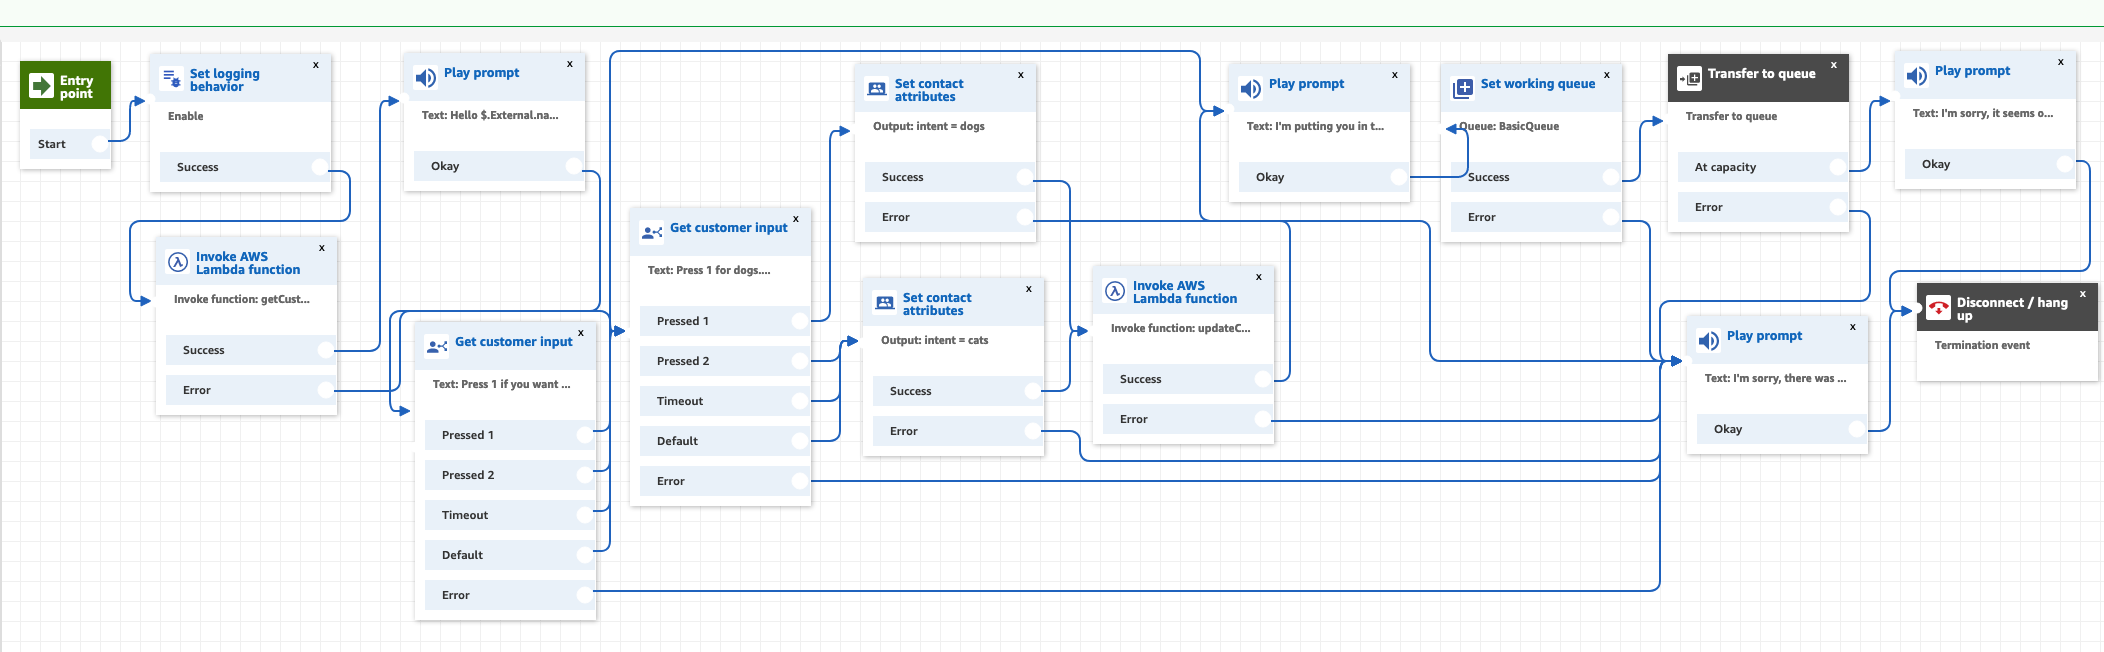 Entry
point
Start
Set logging
behavior
x
Enable
Success
Invoke AWS
Lambda function
x
Invoke function: getCust...
Success
Error
Play prompt
x
Text: Hello $.External.na...
Okay
Get customer input
x
Text: Press 1 if you want ...
Pressed 1
Pressed 2
Timeout
Default
Error
Get customer input
x
Text: Press 1 for dogs....
Pressed 1
Pressed 2
Timeout
Default
Error
Set contact
attributes
x
Output: intent = dogs
Success
Error
Set contact
attributes
x
Output: intent = cats
Success
Error
Invoke AWS
Lambda function
x
Invoke function: updateC...
Success
Error
Play prompt
x
Text: I'm putting you in t...
Okay
Set working queue
x
Queue: BasicQueue
Success
Error
Transfer to queue
x
Transfer to queue
At capacity
Error
Play prompt
x
Text: I'm sorry, there was ...
Okay
Play prompt
x
Text: I'm sorry, it seems o...
Okay
Disconnect / hang
up
x
Termination event